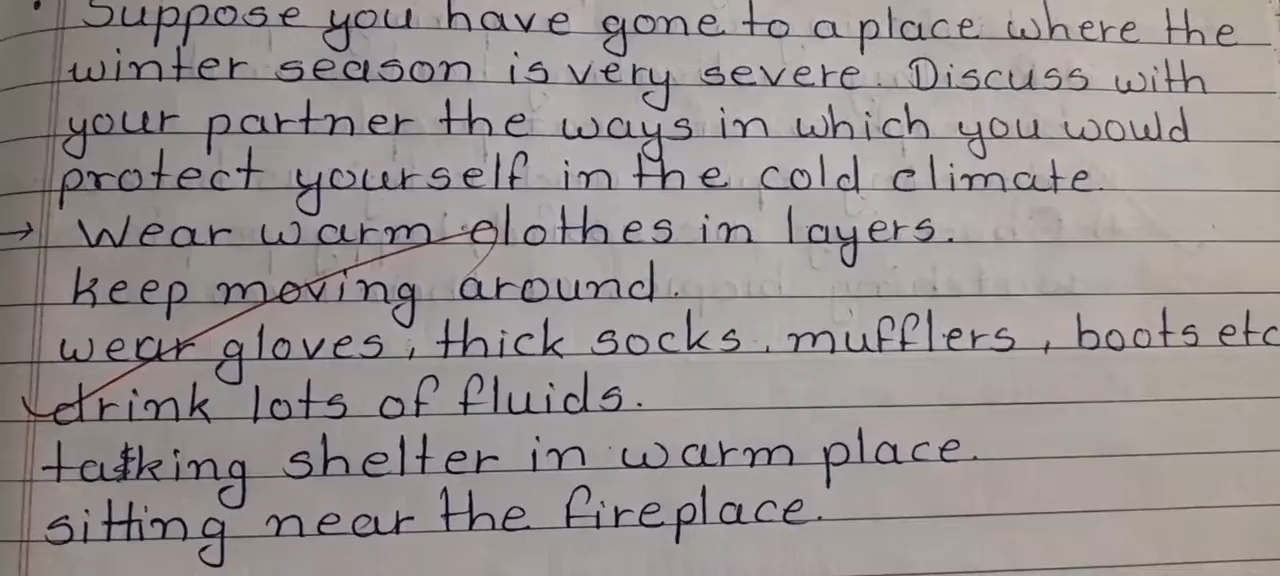 Suppose you have gone to a place where the
winter season is very severe. Discuss with
your partner the ways in which you would
protect yourself in the cold climate.
→ Wear warm clothes in layers.
keep moving around.
wear gloves, thick socks, mufflers, boots etc
drink lots of fluids.
taking shelter in warm place.
sitting near the fireplace.